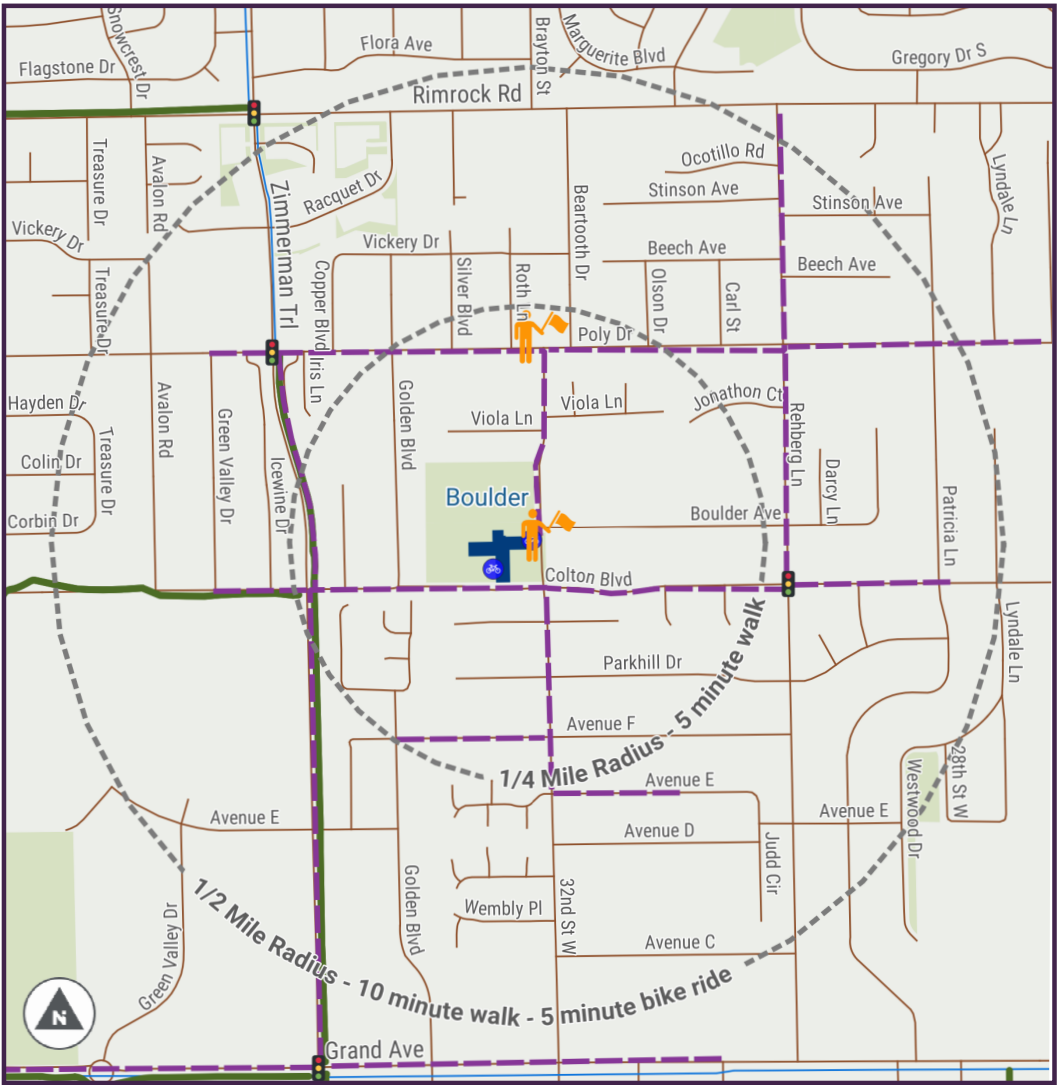 Snowcrest Dr
Flora Ave
Brayton St
Marguerite Blvd
Gregory Dr S
Flagstone Dr
Rimrock Rd
Treasure Dr
Avalon Rd
Zimmerman Trl
Racquet Dr
Beartooth Dr
Ocotillo Rd
Stinson Ave
Stinson Ave
Lyndale Ln
Vickery Dr
Vickery Dr
Beech Ave
Beech Ave
Treasure Dr
Copper Blvd
Silver Blvd
Roth Ln
Olson Dr
Carl St
Poly Dr
Iris Ln
Hayden Dr
Avalon Rd
Green Valley Dr
Golden Blvd
Viola Ln
Viola Ln
Jonathon Ct
Rehberg Ln
Colin Dr
Treasure Dr
Icewine Dr
Darcy Ln
Patricia Ln
Corbin Dr
Boulder
Boulder Ave
Colton Blvd
Lyndale Ln
Parkhill Dr
Avenue F
1/4 Mile Radius - 5 minute walk
Avenue E
Avenue E
Avenue E
Westwood Dr
28th St W
Avenue D
Judd Cir
Golden Blvd
Wembly Pl
32nd St W
Green Valley Dr
Avenue C
1/2 Mile Radius - 10 minute walk - 5 minute bike ride
N
Grand Ave